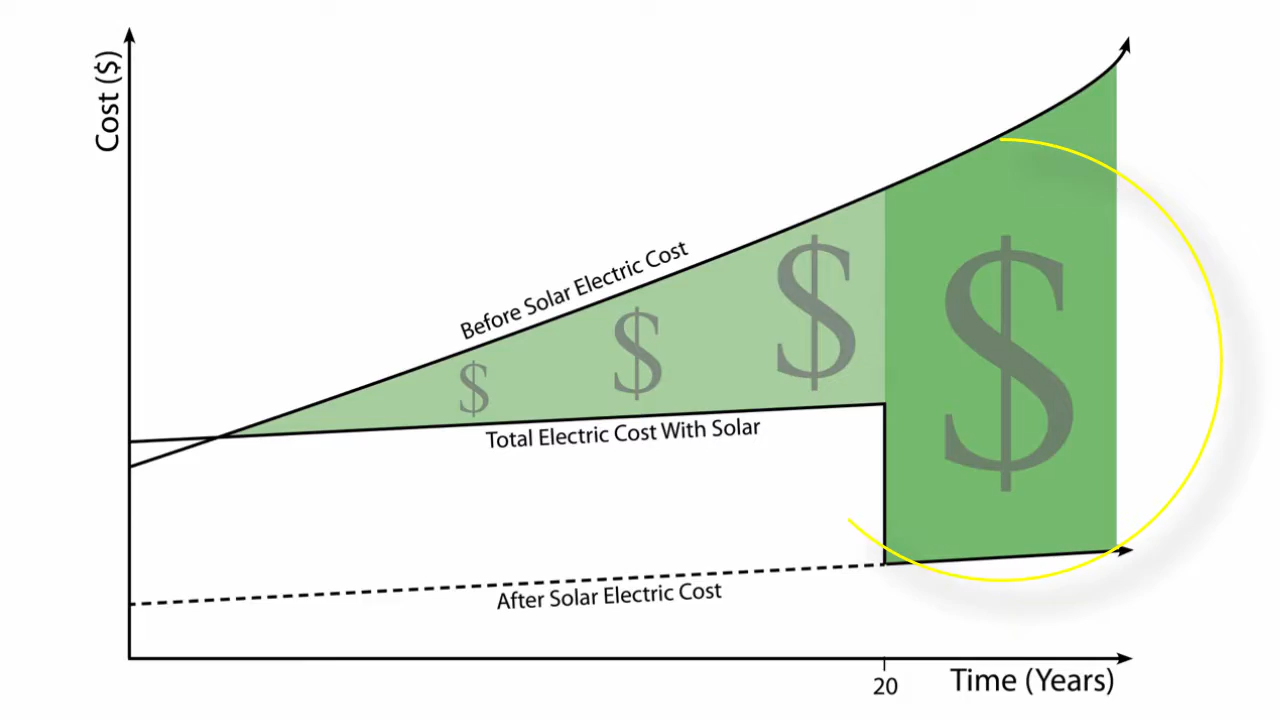 Cost ($)
Before Solar Electric Cost
$
$
$
$
Total Electric Cost With Solar
After Solar Electric Cost
20
Time (Years)